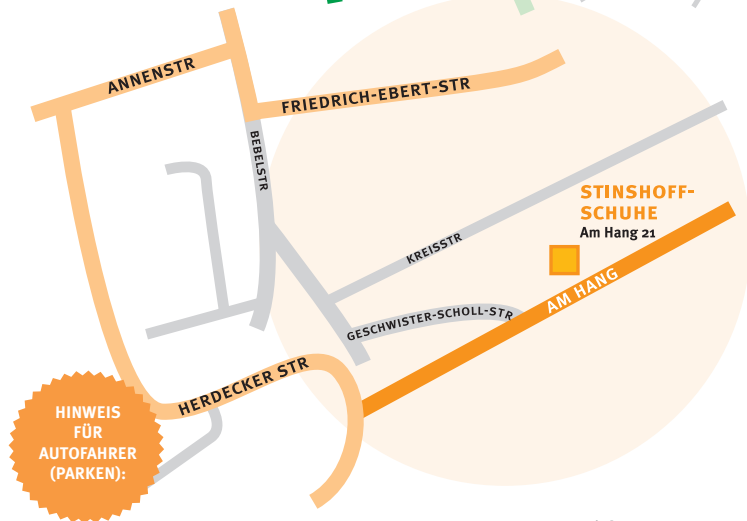 ANNENSTR
FRIEDRICH-EBERT-STR
BEBELSTR
STINSHOFF-
SCHUHE
Am Hang 21
KREISSTR
AM HANG
GESCHWISTER-SCHOLL-STR
HERDECKER STR
HINWEIS
FÜR
AUTOFAHRER
(PARKEN):